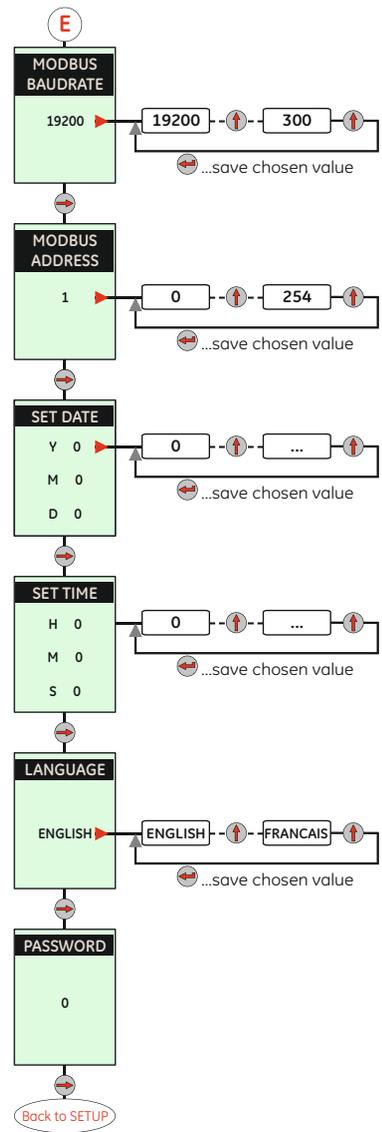 E
MODBUS
BAUDRATE
19200 19200 300
...save chosen value
MODBUS
ADDRESS
1 0 254
...save chosen value
SET DATE
Y 0 0 ...
M 0
D 0
...save chosen value
SET TIME
H 0 0 ...
M 0
S 0
...save chosen value
LANGUAGE
ENGLISH ENGLISH FRANCAIS
...save chosen value
PASSWORD
0
Back to SETUP